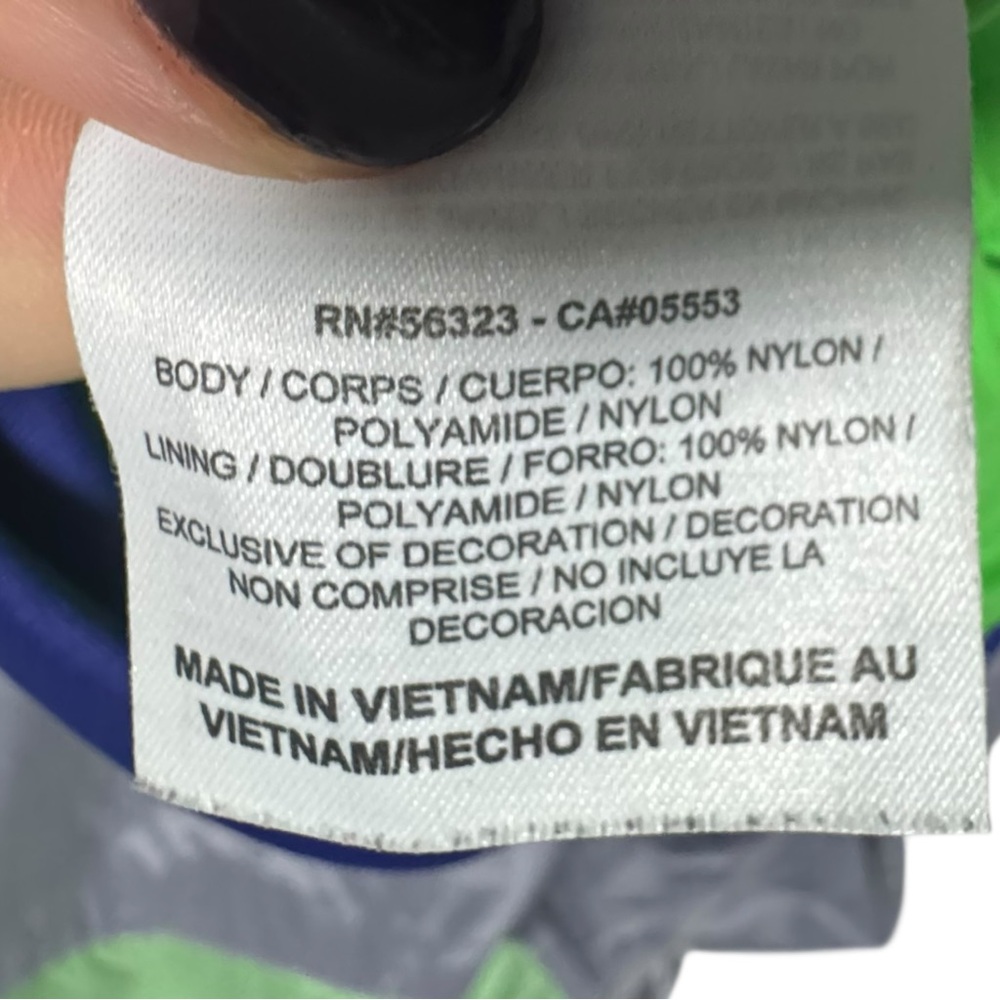 RN#56323 - CA#05553
BODY / CORPS / CUERPO: 100% NYLON /
POLYAMIDE / NYLON
LINING / DOUBLURE / FORRO: 100% NYLON /
POLYAMIDE / NYLON
EXCLUSIVE OF DECORATION / DECORATION
NON COMPRISE / NO INCLUYE LA
DECORACION
MADE IN VIETNAM/FABRIQUE AU
VIETNAM/HECHO EN VIETNAM